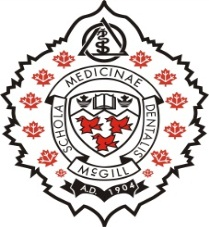 SCHOLA MEDICINAE DENTALIS
McGILL
A.D. 1904